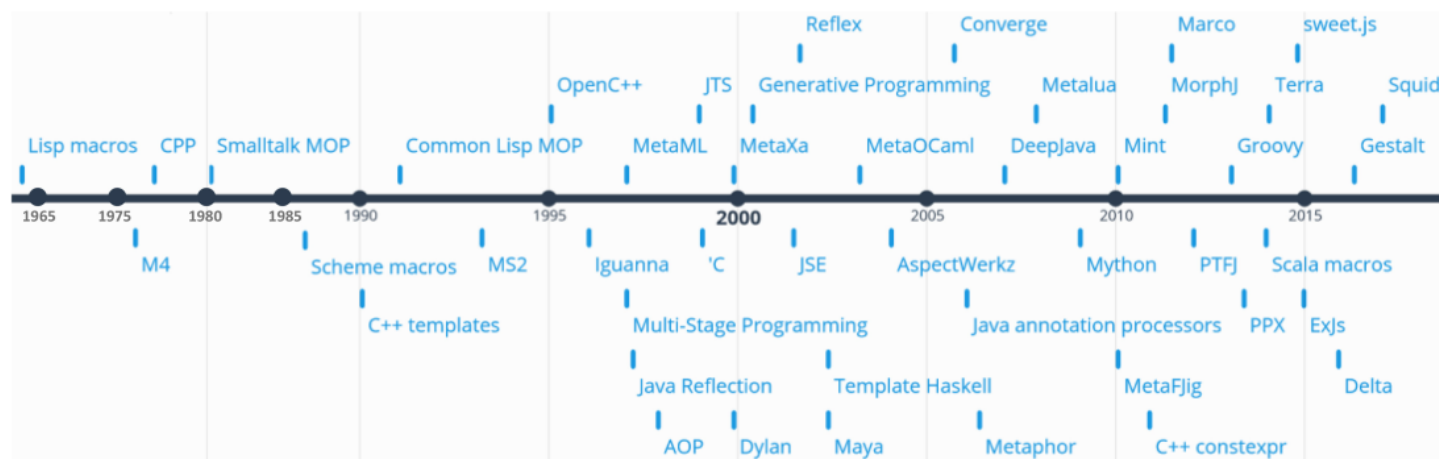 Reflex Converge Marco sweet.js
OpenC++ JTS Generative Programming Metalua MorphJ Terra Squid
Lisp macros CPP Smalltalk MOP Common Lisp MOP MetaML MetaXa MetaOCaml DeepJava Mint Groovy Gestalt
1965 1975 1980 1985 1990 1995 2000 2005 2010 2015
M4 Scheme macros MS2 Iguanna 'C JSE AspectWerkz Mython PTFJ Scala macros
C++ templates Multi-Stage Programming Java annotation processors PPX ExJs
Java Reflection Template Haskell MetaFJig Delta
AOP Dylan Maya Metaphor C++ constexpr